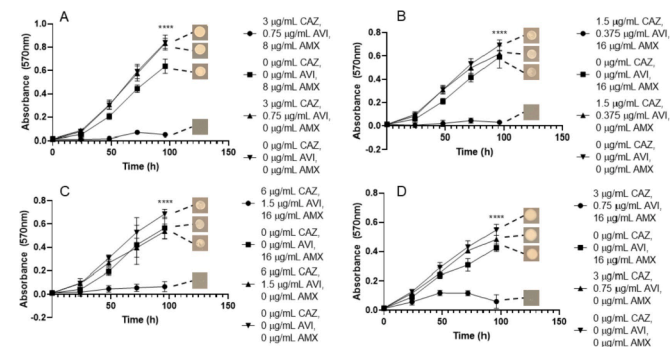 A
****
1.0
0.8
0.6
0.4
0.2
0.0
0
50
100
150
Absorbance (570nm)
Time (h)
3 µg/mL CAZ,
0.75 µg/mL AVI,
8 µg/mL AMX
0 µg/mL CAZ,
0 µg/mL AVI,
8 µg/mL AMX
3 µg/mL CAZ,
0.75 µg/mL AVI,
0 µg/mL AMX
0 µg/mL CAZ,
0 µg/mL AVI,
0 µg/mL AMX
B
****
0.8
0.6
0.4
0.2
0.0
-0.2
50
100
150
Absorbance (570nm)
Time (h)
1.5 µg/mL CAZ,
0.375 µg/mL AVI,
16 µg/mL AMX
0 µg/mL CAZ,
0 µg/mL AVI,
16 µg/mL AMX
1.5 µg/mL CAZ,
0.375 µg/mL AVI,
0 µg/mL AMX
0 µg/mL CAZ,
0 µg/mL AVI,
0 µg/mL AMX
C
****
0.8
0.6
0.4
0.2
0.0
-0.2
50
100
150
Absorbance (570nm)
Time (h)
6 µg/mL CAZ,
1.5 µg/mL AVI,
16 µg/mL AMX
0 µg/mL CAZ,
0 µg/mL AVI,
16 µg/mL AMX
6 µg/mL CAZ,
1.5 µg/mL AVI,
0 µg/mL AMX
0 µg/mL CAZ,
0 µg/mL AVI,
0 µg/mL AMX
D
****
0.8
0.6
0.4
0.2
0.0
0
50
100
150
Absorbance (570nm)
Time (h)
3 µg/mL CAZ,
0.75 µg/mL AVI,
16 µg/mL AMX
0 µg/mL CAZ,
0 µg/mL AVI,
16 µg/mL AMX
3 µg/mL CAZ,
0.75 µg/mL AVI,
0 µg/mL AMX
0 µg/mL CAZ,
0 µg/mL AVI,
0 µg/mL AMX